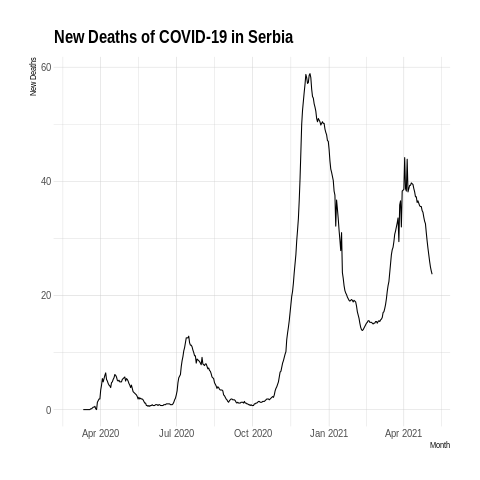 New Deaths of COVID-19 in Serbia
New Deaths
60
40
20
0
Apr 2020 Jul 2020 Oct 2020 Jan 2021 Apr 2021
Month